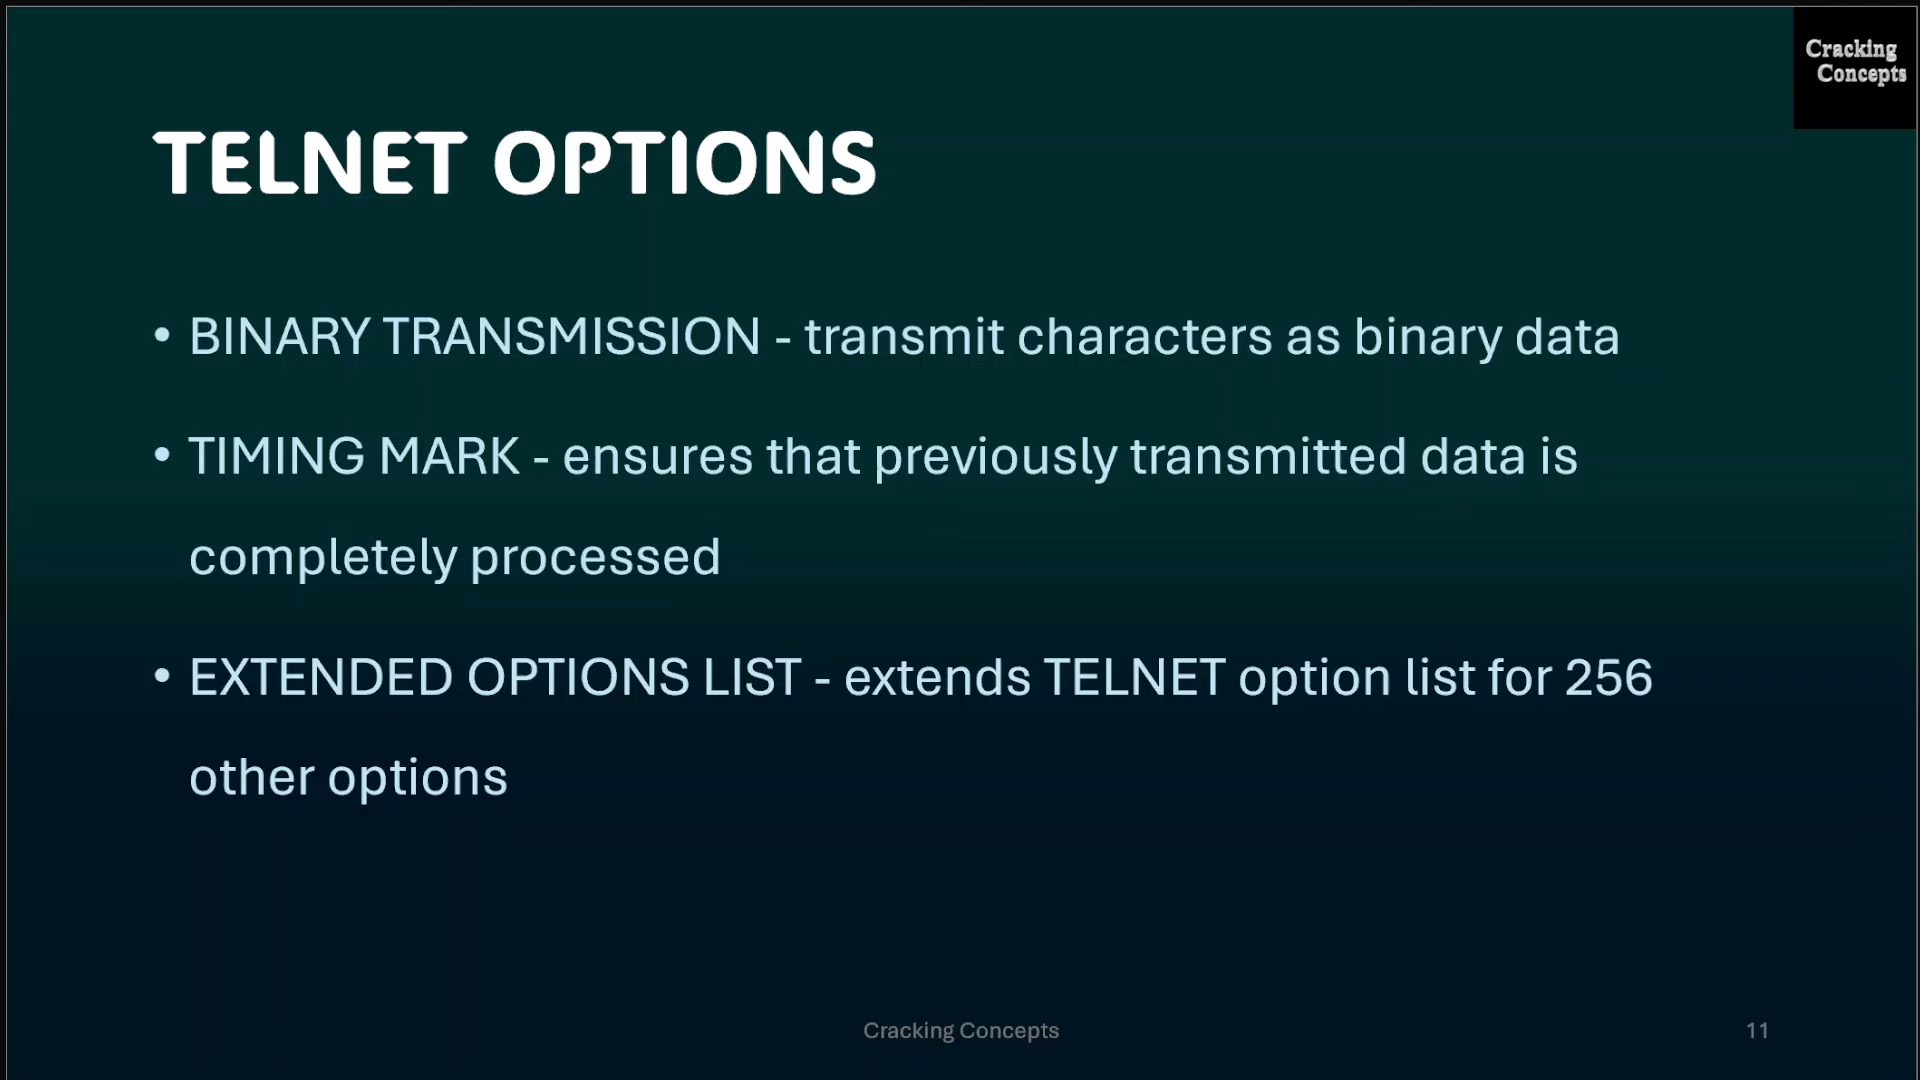 Cracking
Concepts
TELNET OPTIONS
• BINARY TRANSMISSION - transmit characters as binary data
• TIMING MARK - ensures that previously transmitted data is
completely processed
• EXTENDED OPTIONS LIST - extends TELNET option list for 256
other options
Cracking Concepts
11